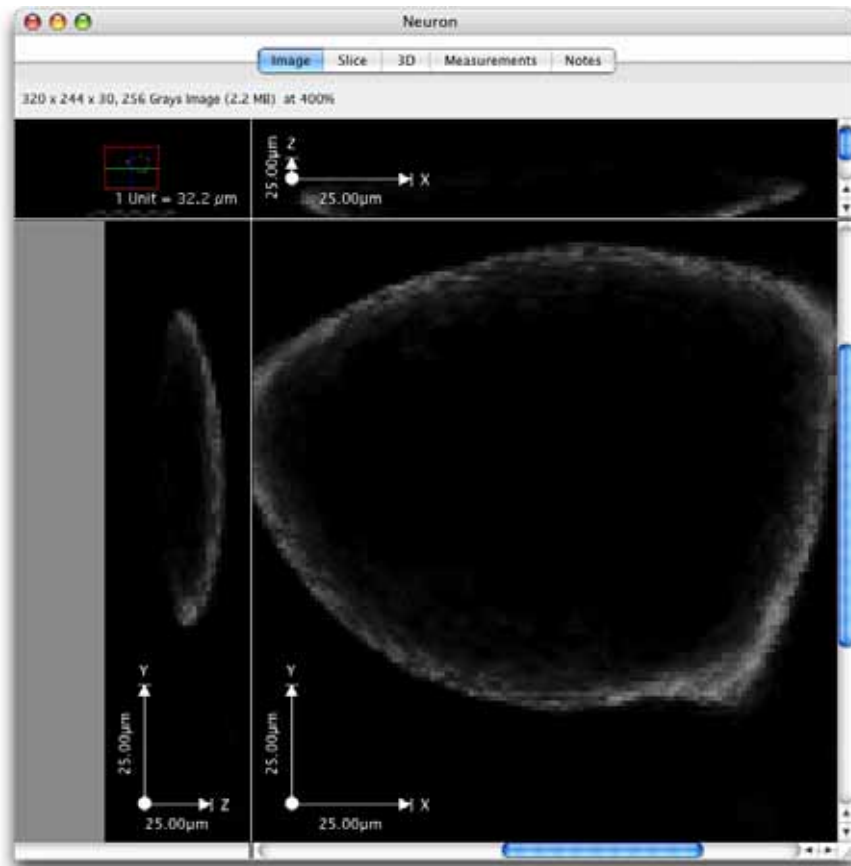 Neuron
Image Slice 3D Measurements Notes
320 x 244 x 30, 256 Grays Image (2.2 MB) at 400%
1 Unit = 32.2 µm
Z
25.00µm
X
25.00µm
Y
25.00µm
Z
25.00µm
Y
25.00µm
X
25.00µm